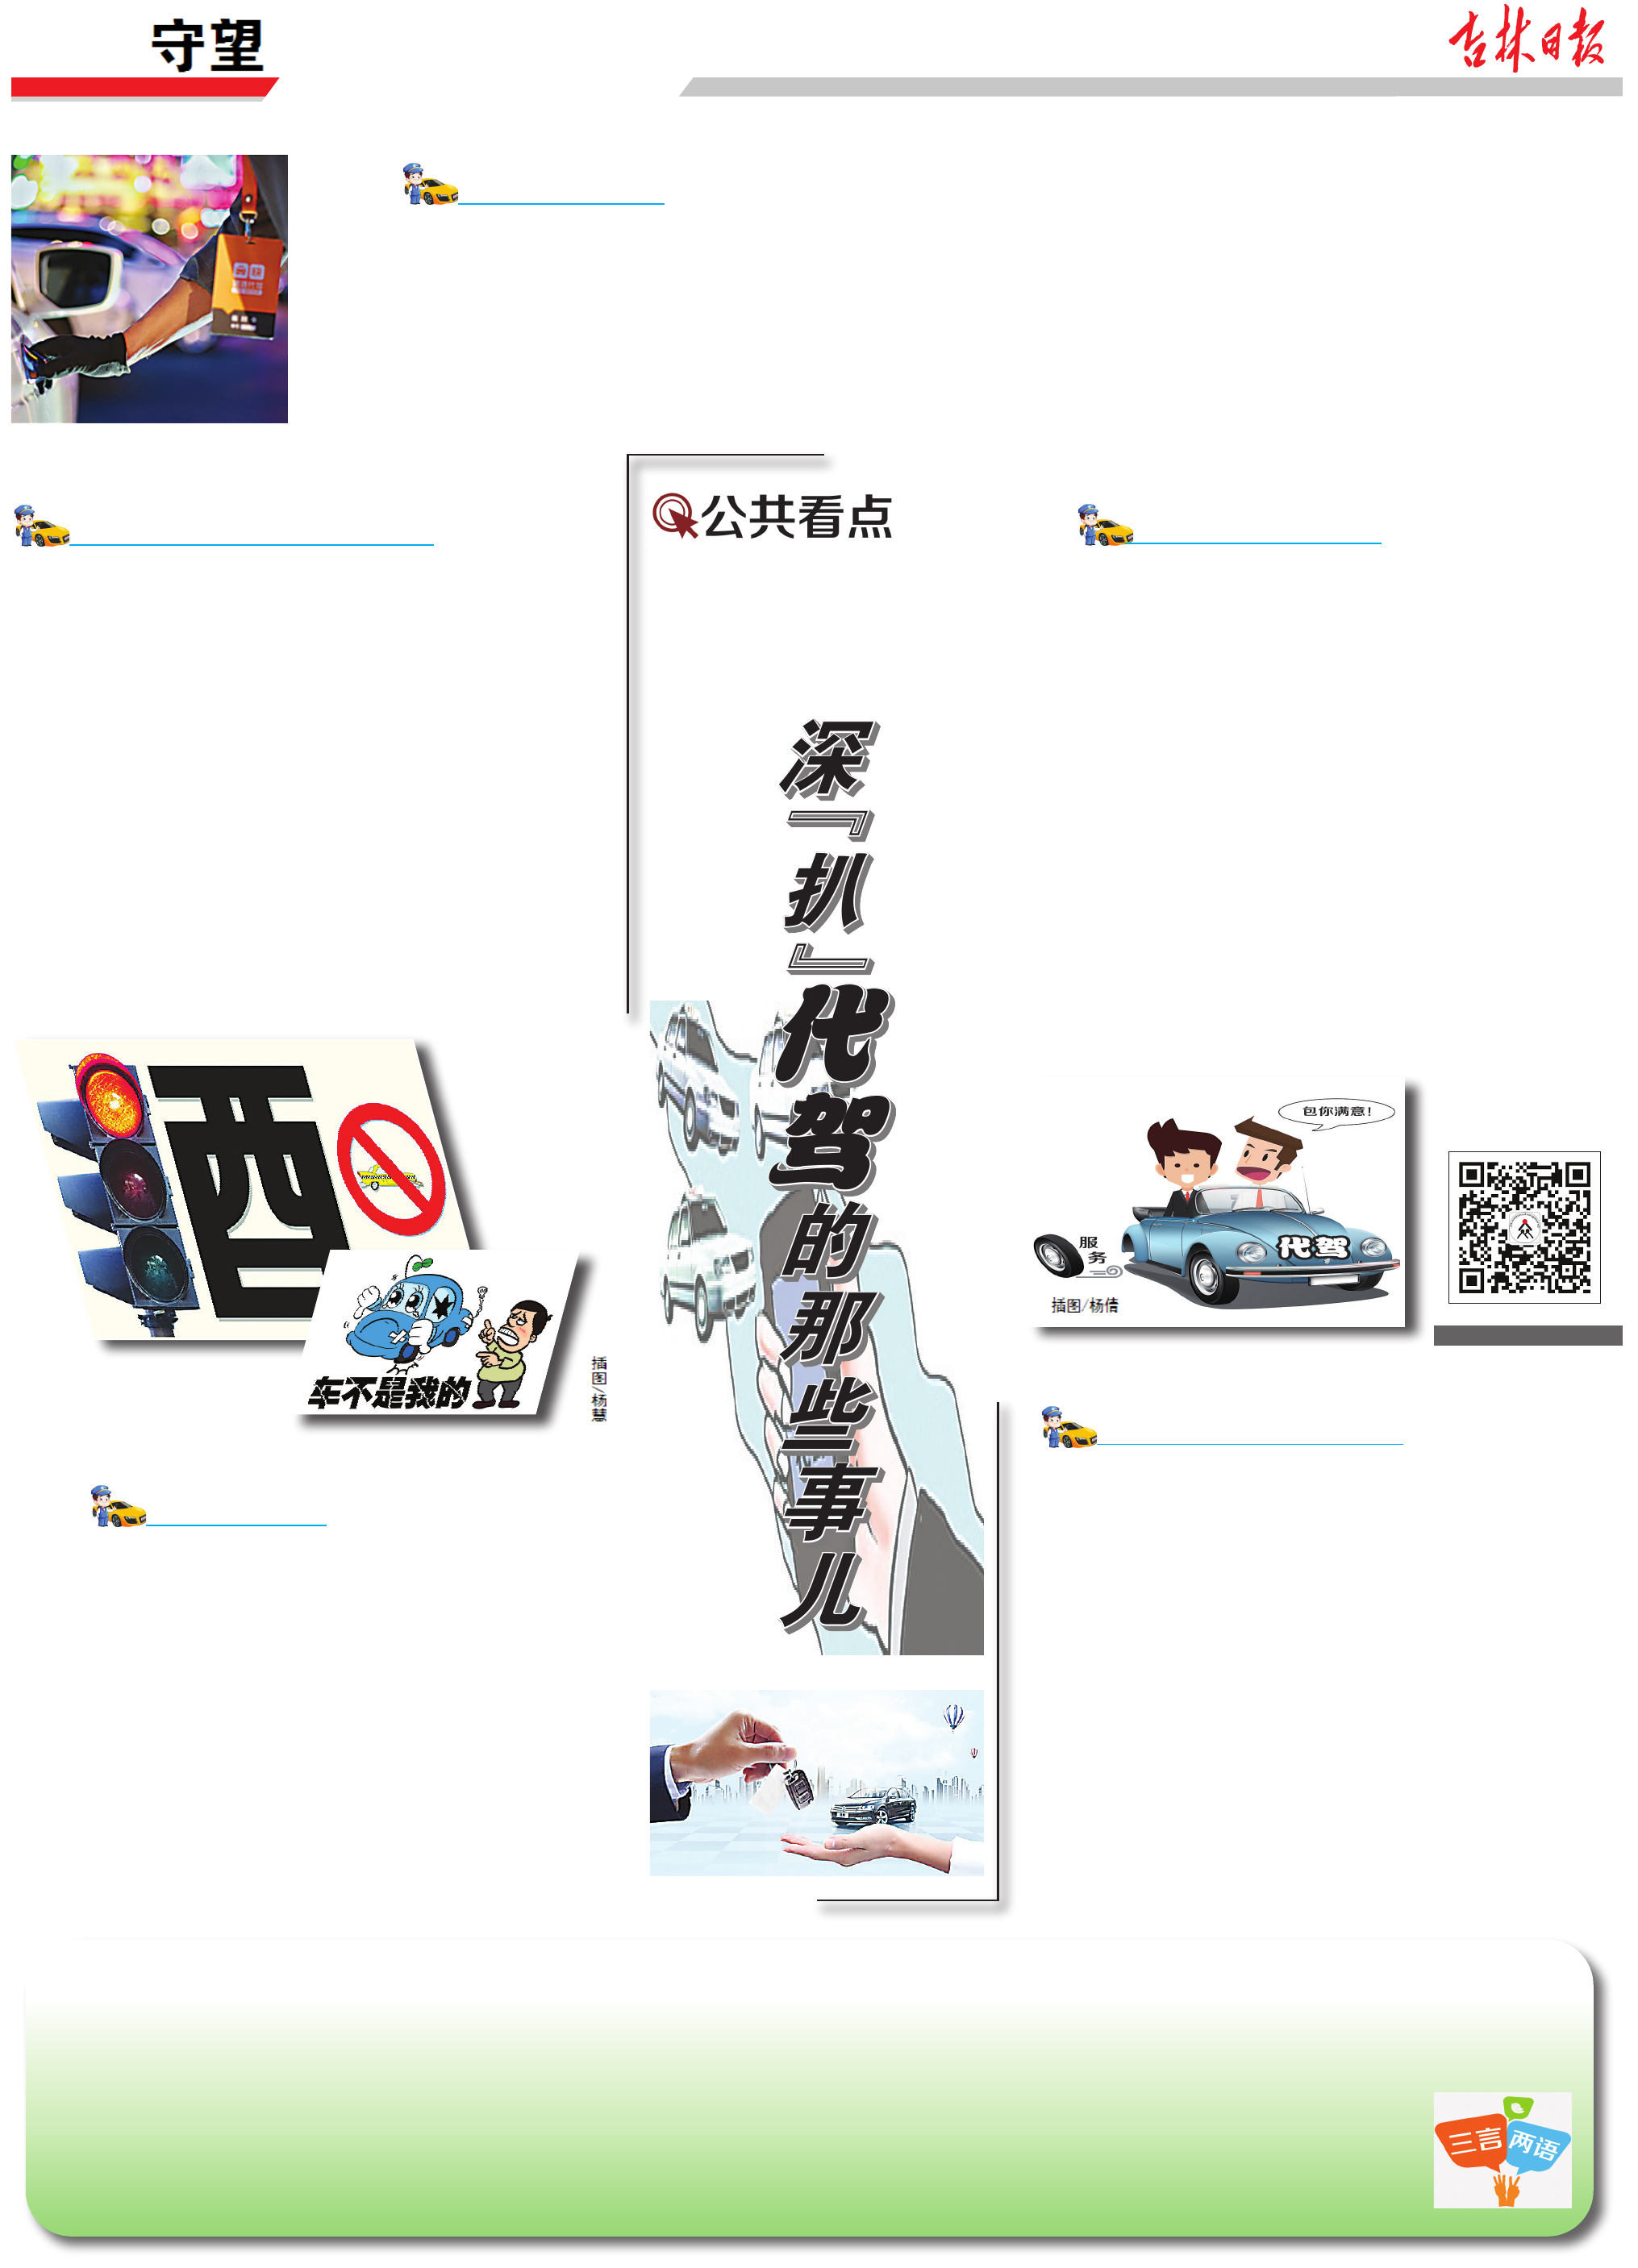 守望
吉林日报
公共看点
深『扒』代驾的那些事儿
酉
车不是我的
插图/杨慧
包你满意！
服务
代驾
插图/杨倩
三言两语